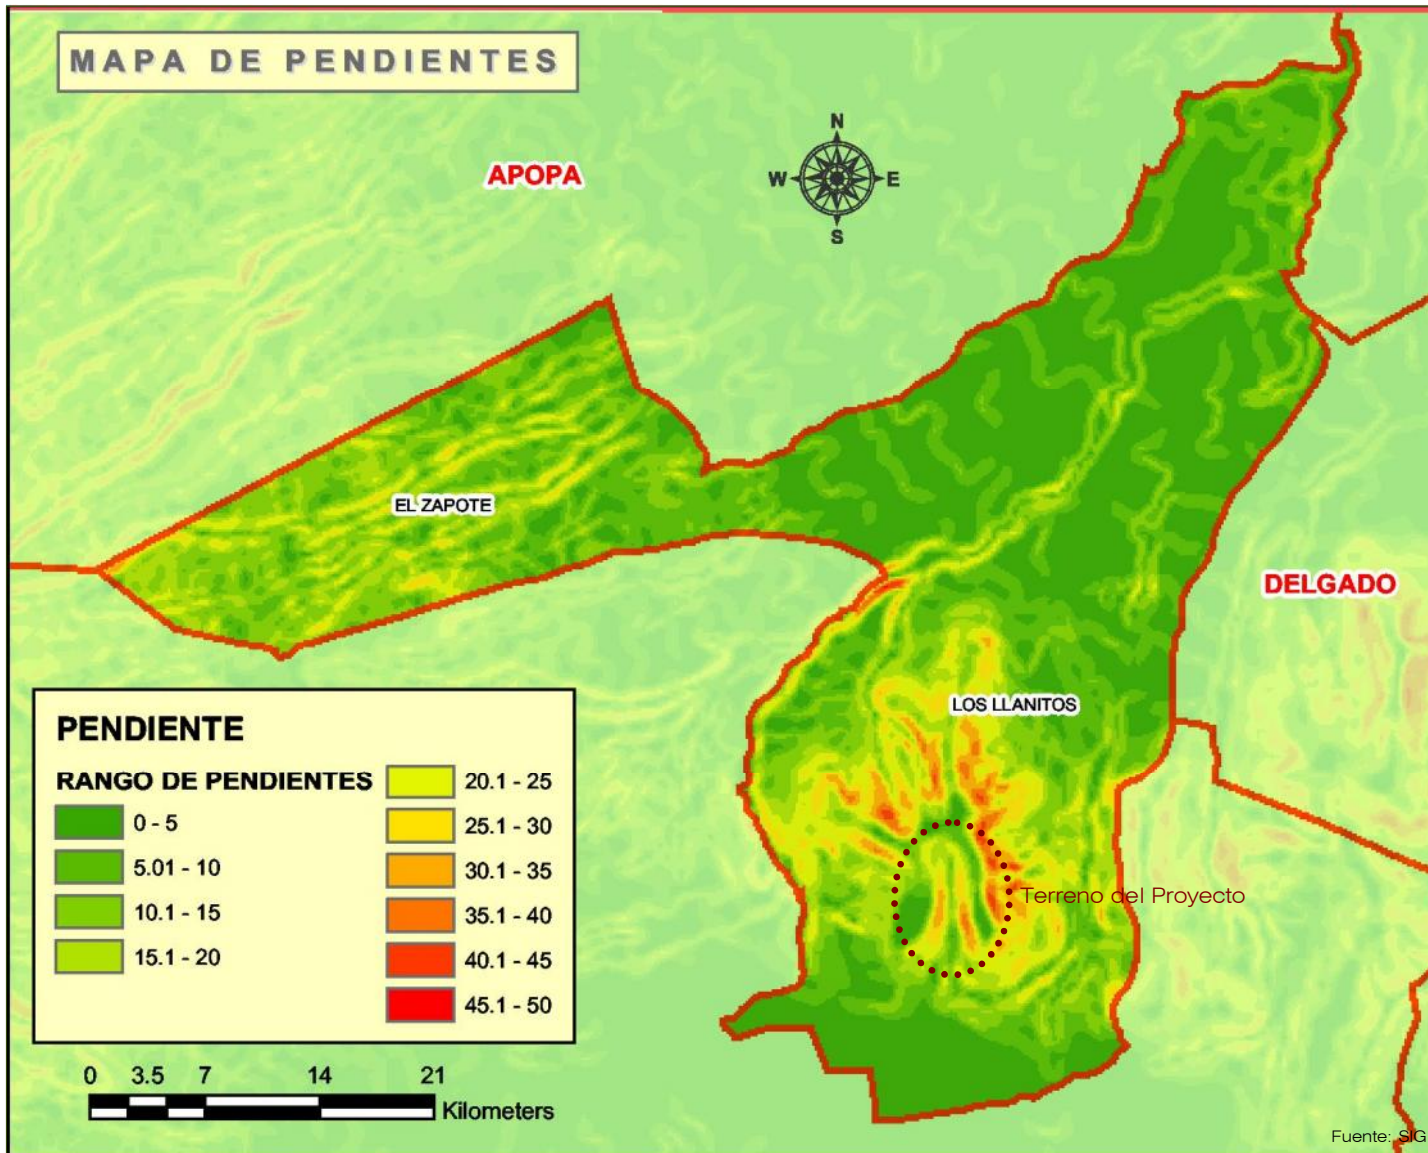 MAPA DE PENDIENTES
N
APOPA
W E
S
EL ZAPOTE
DELGADO
LOS LLANITOS
PENDIENTE
RANGO DE PENDIENTES
0 - 5
5.01 - 10
10.1 - 15
15.1 - 20
20.1 - 25
25.1 - 30
30.1 - 35
35.1 - 40
40.1 - 45
45.1 - 50
Terreno del Proyecto
0 3.5 7 14 21
Kilometers
Fuente: SIG